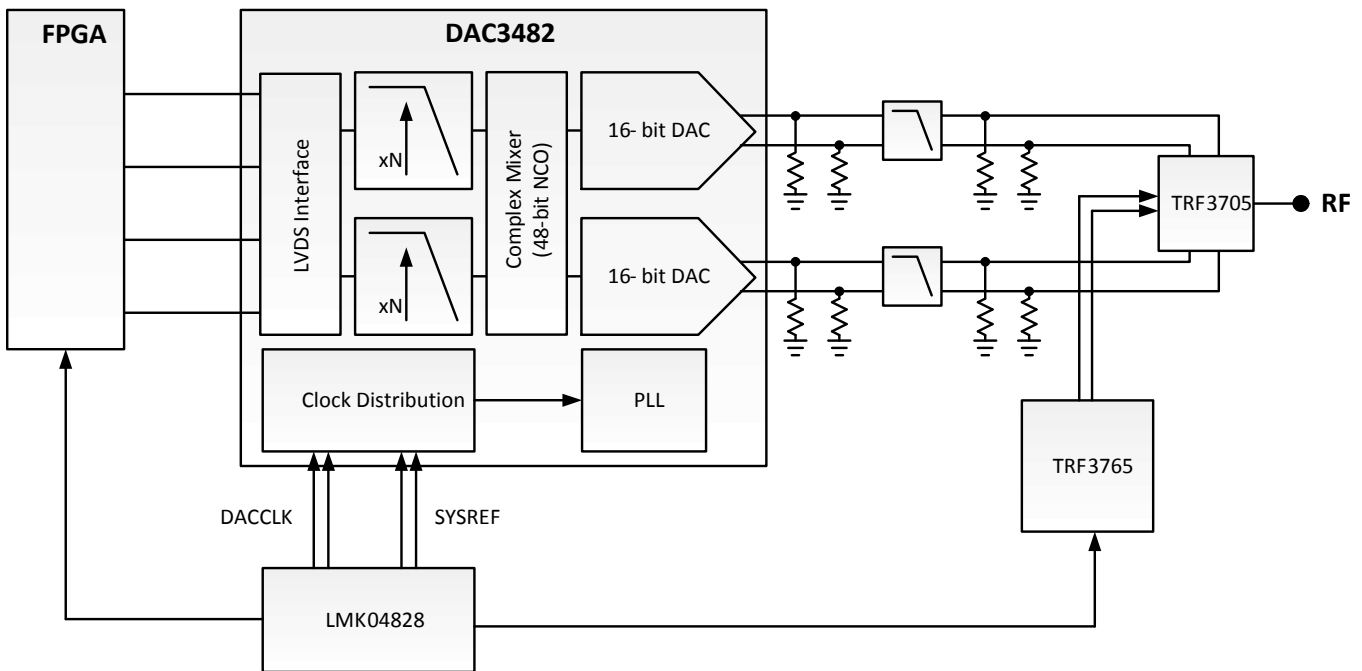 FPGA
DAC3482
LVDS Interface
xN
xN
Complex Mixer
(48-bit NCO)
16- bit DAC
16- bit DAC
TRF3705
RF
Clock Distribution
PLL
TRF3765
DACCLK
SYSREF
LMK04828